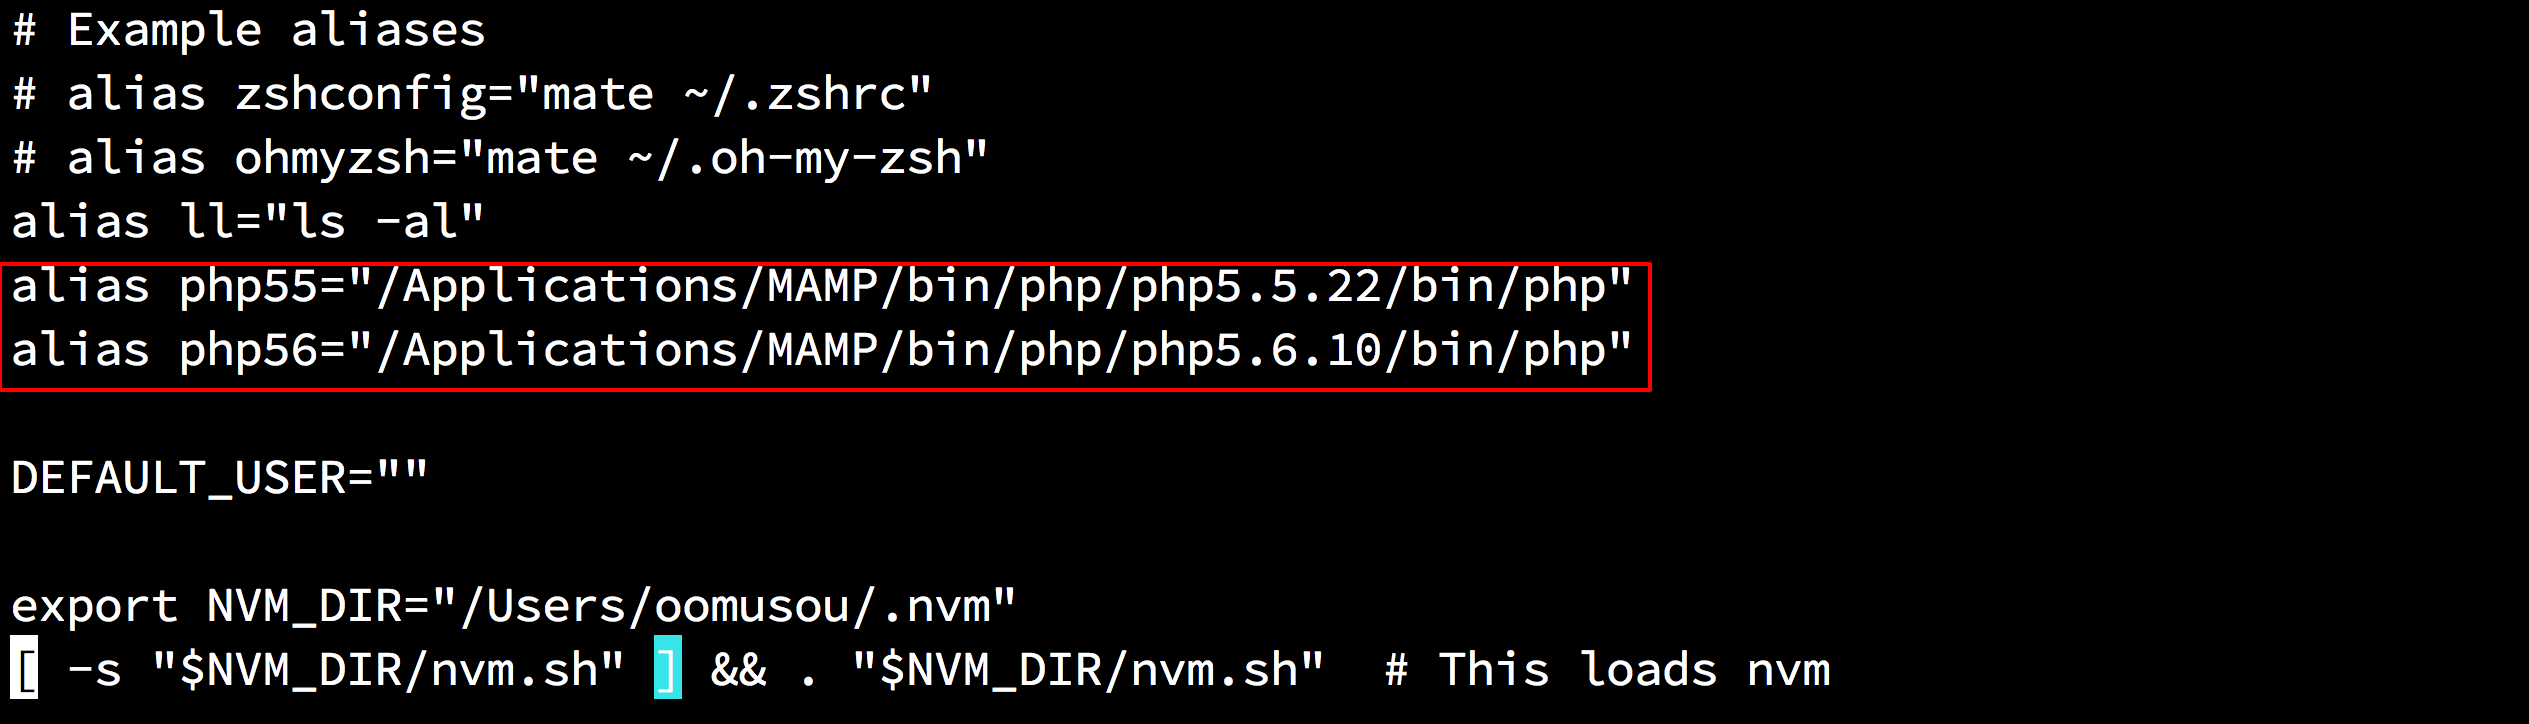 # Example aliases
# alias zshconfig="mate ~/.zshrc"
# alias ohmyzsh="mate ~/.oh-my-zsh"
alias ll="ls -al"
alias php55="/Applications/MAMP/bin/php/php5.5.22/bin/php"
alias php56="/Applications/MAMP/bin/php/php5.6.10/bin/php"
DEFAULT_USER=""
export NVM_DIR="/Users/oomusou/.nvm"
[ -s "$NVM_DIR/nvm.sh" ] && . "$NVM_DIR/nvm.sh"  # This loads nvm